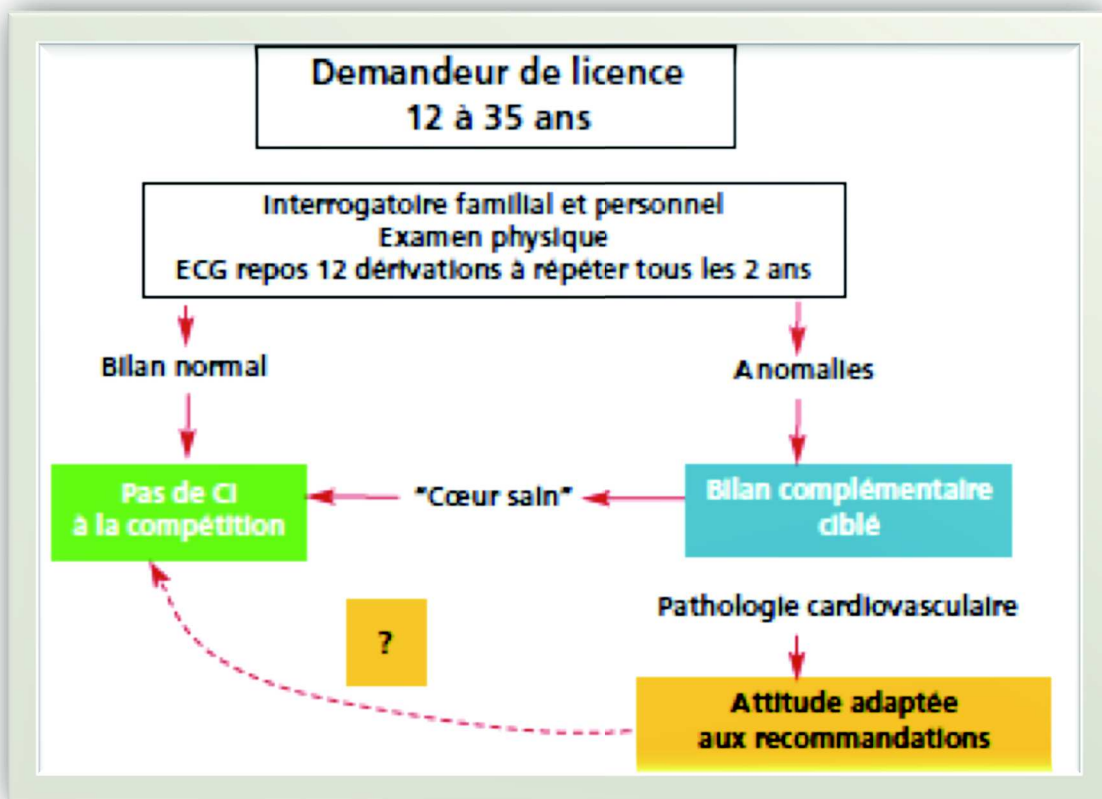 Demandeur de licence
12 à 35 ans
Interrogatoire familial et personnel
Examen physique
ECG repos 12 dérivations à répéter tous les 2 ans
Bilan normal
Anomalies
Pas de CI
à la compétition
"Cœur sain"
Bilan complémentaire
ciblé
Pathologie cardiovasculaire
?
Attitude adaptée
aux recommandations